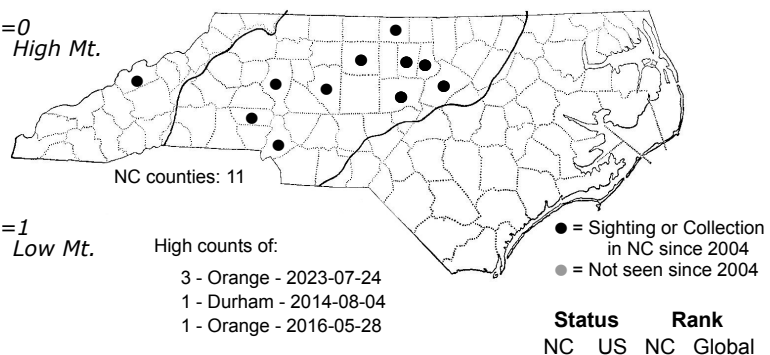 =0
High Mt.
NC counties: 11
=1
Low Mt.
High counts of:
3 - Orange - 2023-07-24
1 - Durham - 2014-08-04
1 - Orange - 2016-05-28
● = Sighting or Collection
in NC since 2004
● = Not seen since 2004
Status Rank
NC US NC Global